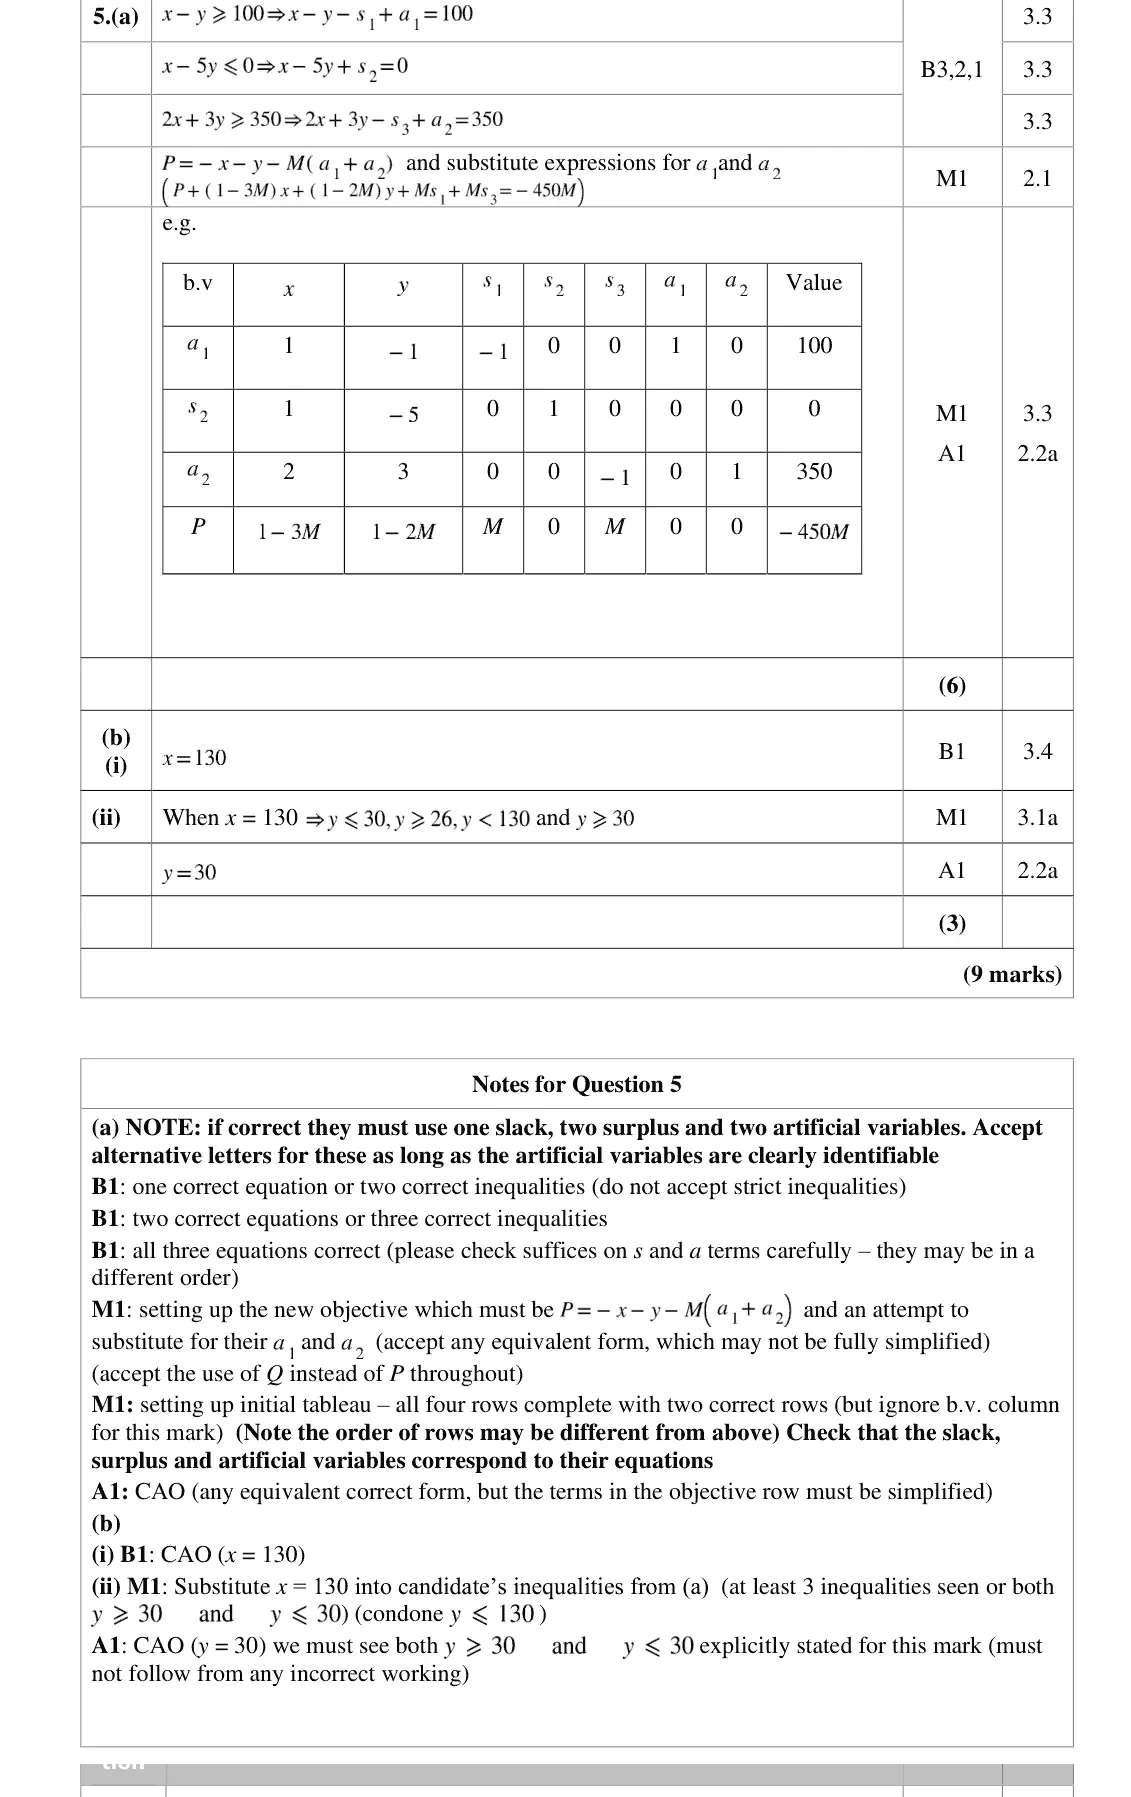 5.(a) x − y ⩾ 100⇒x − y − s₁ + a₁ = 100 3.3
x − 5y ⩽ 0⇒x − 5y + s₂ = 0 B3,2,1 3.3
2x + 3y ⩾ 350⇒2x + 3y − s₃ + a₂ = 350 3.3
P = − x − y − M( a₁ + a₂) and substitute expressions for a₁ and a₂
(P + ( 1 − 3M) x + ( 1 − 2M) y + Ms₁ + Ms₃ = − 450M) M1 2.1
e.g.
b.v x y s₁ s₂ s₃ a₁ a₂ Value
a₁ 1 − 1 − 1 0 0 1 0 100
s₂ 1 − 5 0 1 0 0 0 0
M1 3.3
A1 2.2a
a₂ 2 3 0 0 − 1 0 1 350
P 1 − 3M 1 − 2M M 0 M 0 0 − 450M
(6)
(b)
(i) x = 130 B1 3.4
(ii) When x = 130 ⇒y ⩽ 30, y ⩾ 26, y < 130 and y ⩾ 30 M1 3.1a
y = 30 A1 2.2a
(3)
(9 marks)
Notes for Question 5
(a) NOTE: if correct they must use one slack, two surplus and two artificial variables. Accept
alternative letters for these as long as the artificial variables are clearly identifiable
B1: one correct equation or two correct inequalities (do not accept strict inequalities)
B1: two correct equations or three correct inequalities
B1: all three equations correct (please check suffices on s and a terms carefully – they may be in a
different order)
M1: setting up the new objective which must be P = − x − y − M( a₁ + a₂) and an attempt to
substitute for their a₁ and a₂ (accept any equivalent form, which may not be fully simplified)
(accept the use of Q instead of P throughout)
M1: setting up initial tableau – all four rows complete with two correct rows (but ignore b.v. column
for this mark) (Note the order of rows may be different from above) Check that the slack,
surplus and artificial variables correspond to their equations
A1: CAO (any equivalent correct form, but the terms in the objective row must be simplified)
(b)
(i) B1: CAO (x = 130)
(ii) M1: Substitute x = 130 into candidate’s inequalities from (a) (at least 3 inequalities seen or both
y ⩾ 30 and y ⩽ 30) (condone y ⩽ 130 )
A1: CAO (y = 30) we must see both y ⩾ 30 and y ⩽ 30 explicitly stated for this mark (must
not follow from any incorrect working)
tion